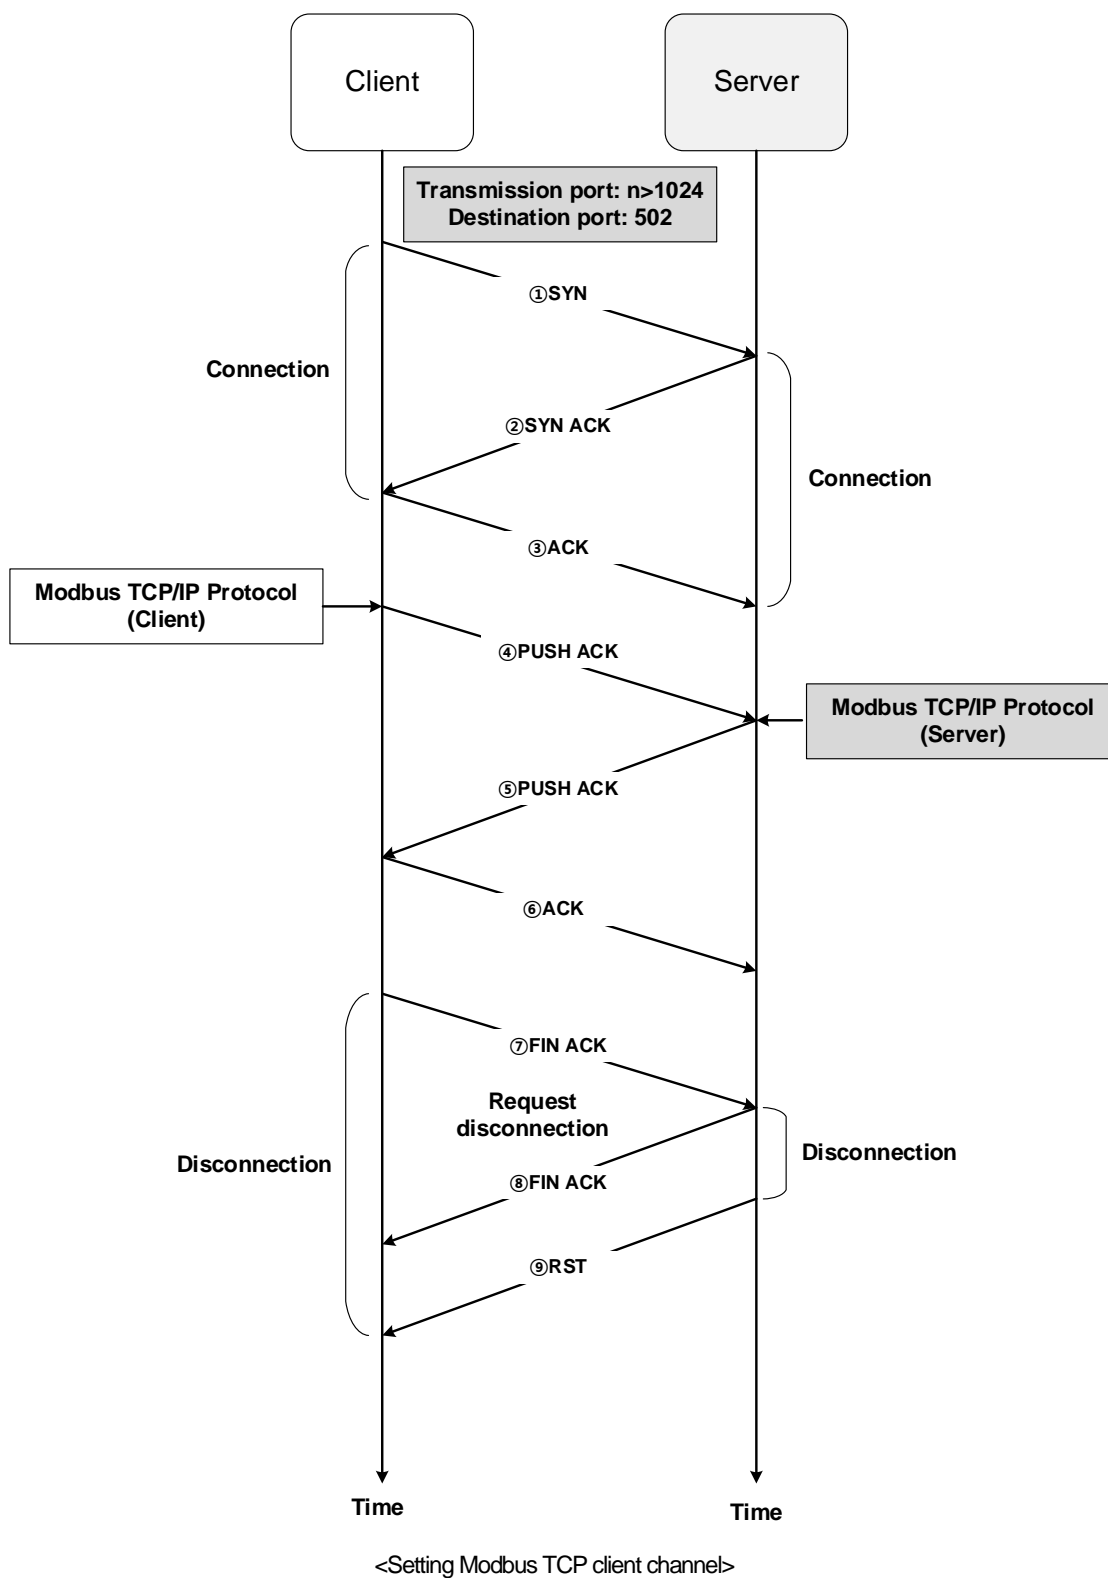 Client
Server
Transmission port: n>1024
Destination port: 502
①SYN
Connection
②SYN ACK
Connection
③ACK
Modbus TCP/IP Protocol
(Client)
④PUSH ACK
Modbus TCP/IP Protocol
(Server)
⑤PUSH ACK
⑥ACK
⑦FIN ACK
Request
disconnection
Disconnection
Disconnection
⑧FIN ACK
⑨RST
Time
Time
<Setting Modbus TCP client channel>